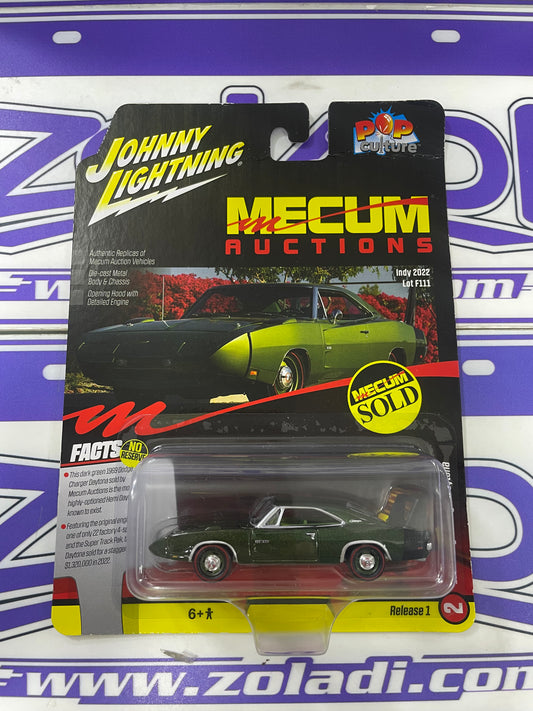 JOHNNY
LIGHTNING
POP
culture
MECUM
AUCTIONS
Authentic Replicas of
Mecum Auction Vehicles
Die-cast Metal
Body & Chassis
Opening Hood with
Detailed Engine
Indy 2022
Lot F111
MECUM
SOLD
FACTS
NO
RESERVE
This dark green 1969 Dodge
Charger Daytona sold by
Mecum Auctions is the
highly-optioned Hemi
known to exist.
Featuring the original
one of only 22 factory
and the Super Track Pak,
Daytona sold for a
$1,320,000 in 2022.
6+
Release 1
2
www.
.com
#www.zoladi.com